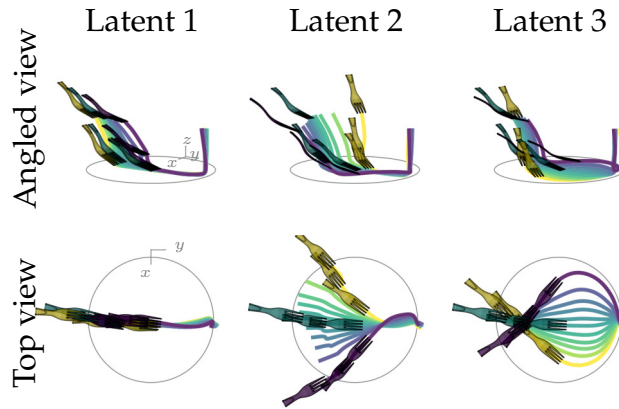 Latent 1 Latent 2 Latent 3
Angled view
z
x y
Top view
y
x